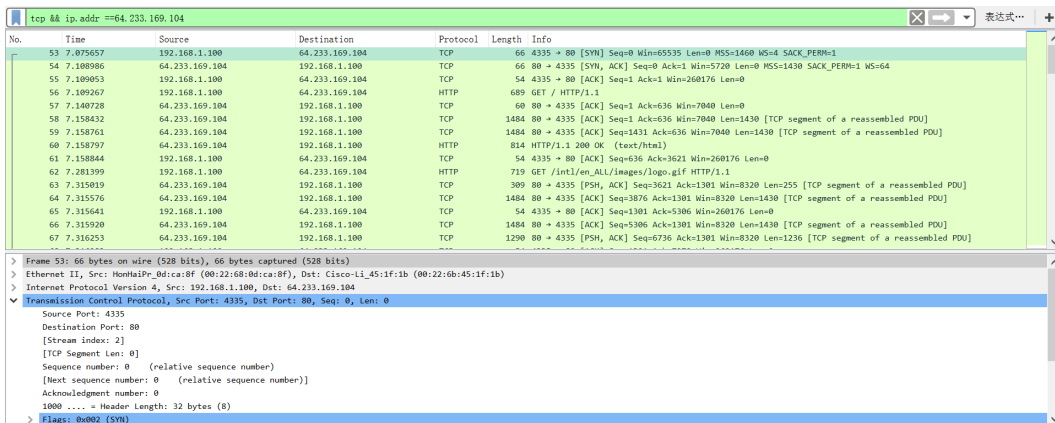 tcp && ip.addr ==64.233.169.104 表达式… +
No. Time Source Destination Protocol Length Info
53 7.075657 192.168.1.100 64.233.169.104 TCP 66 4335 → 80 [SYN] Seq=0 Win=65535 Len=0 MSS=1460 WS=4 SACK_PERM=1
54 7.108986 64.233.169.104 192.168.1.100 TCP 66 80 → 4335 [SYN, ACK] Seq=0 Ack=1 Win=5720 Len=0 MSS=1430 SACK_PERM=1 WS=64
55 7.109053 192.168.1.100 64.233.169.104 TCP 54 4335 → 80 [ACK] Seq=1 Ack=1 Win=260176 Len=0
56 7.109267 192.168.1.100 64.233.169.104 HTTP 689 GET / HTTP/1.1
57 7.140728 64.233.169.104 192.168.1.100 TCP 60 80 → 4335 [ACK] Seq=1 Ack=636 Win=7040 Len=0
58 7.158432 64.233.169.104 192.168.1.100 TCP 1484 80 → 4335 [ACK] Seq=1 Ack=636 Win=7040 Len=1430 [TCP segment of a reassembled PDU]
59 7.158761 64.233.169.104 192.168.1.100 TCP 1484 80 → 4335 [ACK] Seq=1431 Ack=636 Win=7040 Len=1430 [TCP segment of a reassembled PDU]
60 7.158797 64.233.169.104 192.168.1.100 HTTP 814 HTTP/1.1 200 OK (text/html)
61 7.158844 192.168.1.100 64.233.169.104 TCP 54 4335 → 80 [ACK] Seq=636 Ack=3621 Win=260176 Len=0
62 7.281399 192.168.1.100 64.233.169.104 HTTP 719 GET /intl/en_ALL/images/logo.gif HTTP/1.1
63 7.315019 64.233.169.104 192.168.1.100 TCP 309 80 → 4335 [PSH, ACK] Seq=3621 Ack=1301 Win=8320 Len=255 [TCP segment of a reassembled PDU]
64 7.315576 64.233.169.104 192.168.1.100 TCP 1484 80 → 4335 [ACK] Seq=3876 Ack=1301 Win=8320 Len=1430 [TCP segment of a reassembled PDU]
65 7.315641 192.168.1.100 64.233.169.104 TCP 54 4335 → 80 [ACK] Seq=1301 Ack=5306 Win=260176 Len=0
66 7.315920 64.233.169.104 192.168.1.100 TCP 1484 80 → 4335 [ACK] Seq=5306 Ack=1301 Win=8320 Len=1430 [TCP segment of a reassembled PDU]
67 7.316253 64.233.169.104 192.168.1.100 TCP 1290 80 → 4335 [PSH, ACK] Seq=6736 Ack=1301 Win=8320 Len=1236 [TCP segment of a reassembled PDU]
Frame 53: 66 bytes on wire (528 bits), 66 bytes captured (528 bits)
Ethernet II, Src: HonHaiPr_0d:ca:8f (00:22:68:0d:ca:8f), Dst: Cisco-Li_45:1f:1b (00:22:6b:45:1f:1b)
Internet Protocol Version 4, Src: 192.168.1.100, Dst: 64.233.169.104
Transmission Control Protocol, Src Port: 4335, Dst Port: 80, Seq: 0, Len: 0
Source Port: 4335
Destination Port: 80
[Stream index: 2]
[TCP Segment Len: 0]
Sequence number: 0 (relative sequence number)
[Next sequence number: 0 (relative sequence number)]
Acknowledgment number: 0
1000 .... = Header Length: 32 bytes (8)
Flags: 0x002 (SYN)